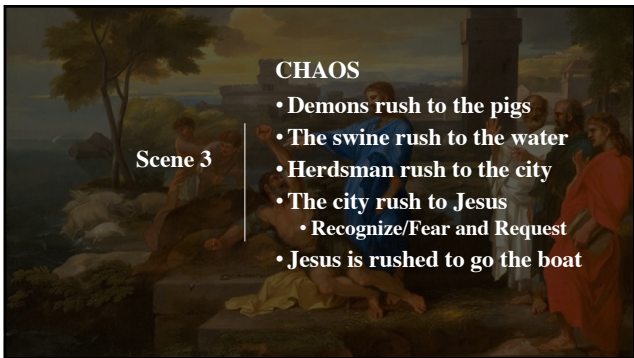 Scene 3
CHAOS
• Demons rush to the pigs
• The swine rush to the water
• Herdsman rush to the city
• The city rush to Jesus
• Recognize/Fear and Request
• Jesus is rushed to go the boat